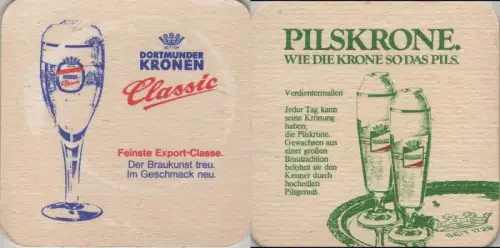 DORTMUNDER
KRONEN
Classic
Feinste Export-Classe.
Der Braukunst treu.
Im Geschmack neu.
PILSKRONE.
WIE DIE KRONE SO DAS PILS.
Verdientermaßen
Jeder Tag kann
seine Krönung
haben:
die Pilskrone.
Gewachsen aus
einer großen
Brautradition
belohnt sie den
Kenner durch
hochedlen
Pilsgenuß.